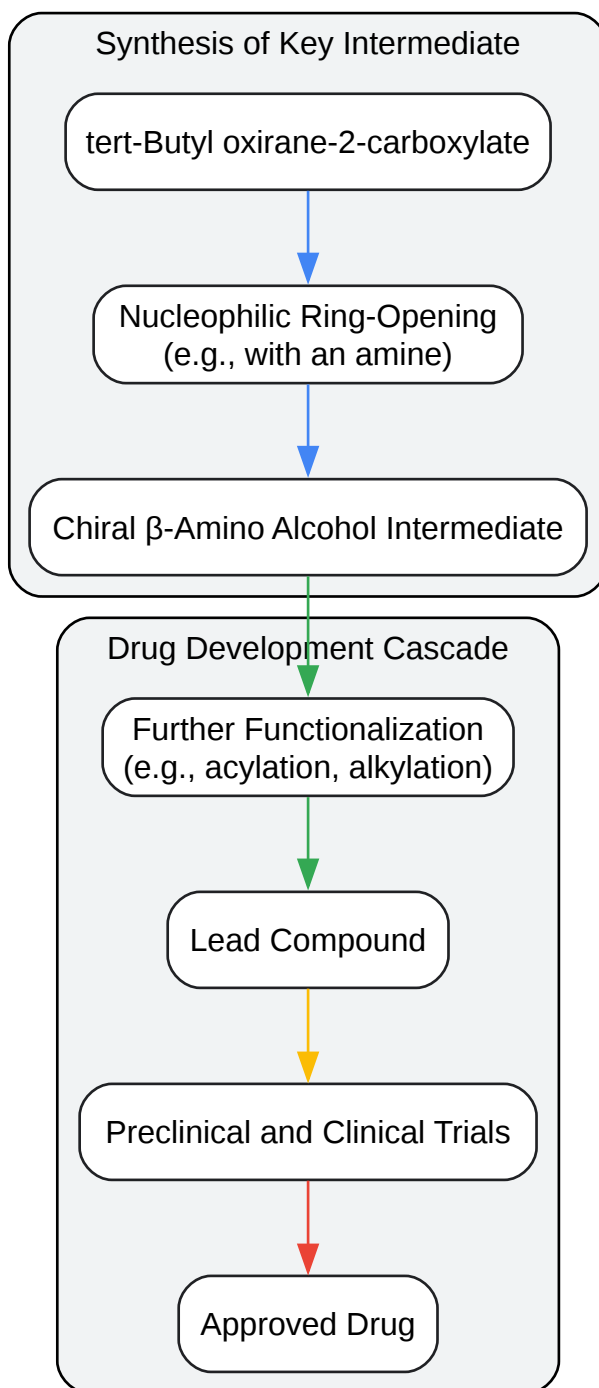 Synthesis of Key Intermediate
tert-Butyl oxirane-2-carboxylate
Nucleophilic Ring-Opening
(e.g., with an amine)
Chiral β-Amino Alcohol Intermediate
Drug Development Cascade
Further Functionalization
(e.g., acylation, alkylation)
Lead Compound
Preclinical and Clinical Trials
Approved Drug